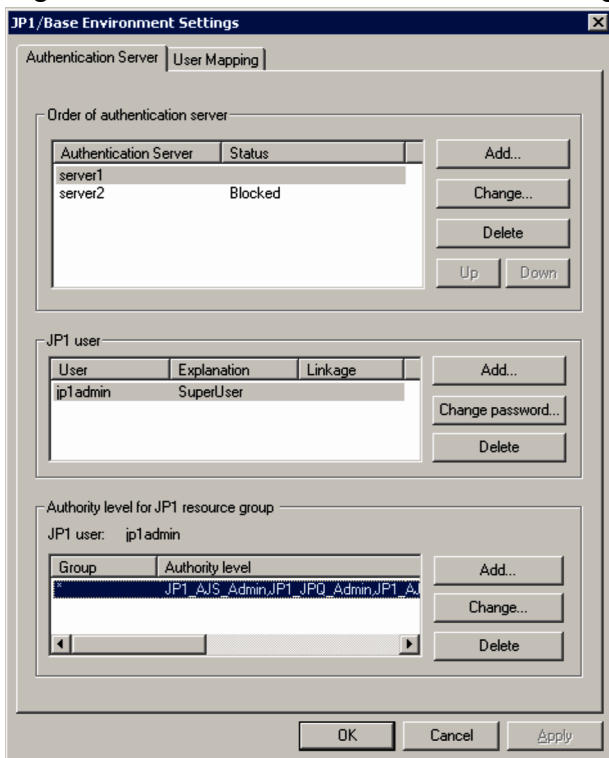 JP1/Base Environment Settings
Authentication Server User Mapping
Order of authentication server
Authentication Server Status
Add...
server1
server2 Blocked
Change...
Delete
Up Down
JP1 user
User Explanation Linkage
Add...
jp1admin SuperUser
Change password...
Delete
Authority level for JP1 resource group
JP1 user: jp1admin
Group Authority level
Add...
* JP1_AJS_Admin,JP1_JPQ_Admin,JP1_AJ
Change...
Delete
OK Cancel Apply